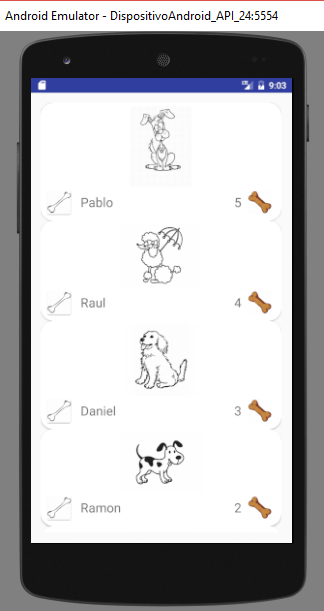 Android Emulator - DispositivoAndroid_API_24:5554
9:03
Pablo 5
Raul 4
Daniel 3
Ramon 2